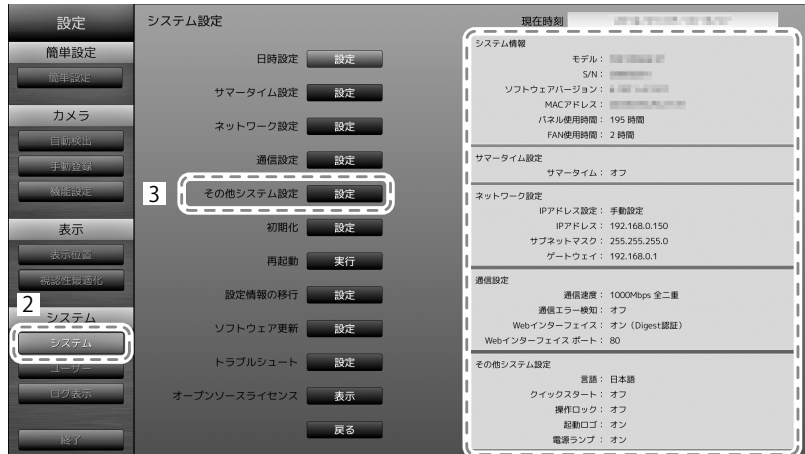 設定
簡単設定
簡単設定
カメラ
自動検出
手動登録
機能設定
表示
表示位置
視認性最適化
2
システム
システム
ユーザー
ログ表示
終了
システム設定
日時設定 設定
サマータイム設定 設定
ネットワーク設定 設定
通信設定 設定
3 その他システム設定 設定
初期化 設定
再起動 実行
設定情報の移行 設定
ソフトウェア更新 設定
トラブルシュート 設定
オープンソースライセンス 表示
戻る
現在時刻
システム情報
モデル：
S/N：
ソフトウェアバージョン：
MACアドレス：
パネル使用時間： 195 時間
FAN使用時間： 2 時間
サマータイム設定
サマータイム： オフ
ネットワーク設定
IPアドレス設定： 手動設定
IPアドレス： 192.168.0.150
サブネットマスク： 255.255.255.0
ゲートウェイ： 192.168.0.1
通信設定
通信速度： 1000Mbps 全二重
通信エラー検知： オフ
Webインターフェイス： オン（Digest認証）
Webインターフェイス ポート： 80
その他システム設定
言語： 日本語
クイックスタート： オフ
操作ロック： オフ
起動ロゴ： オン
電源ランプ ： オン